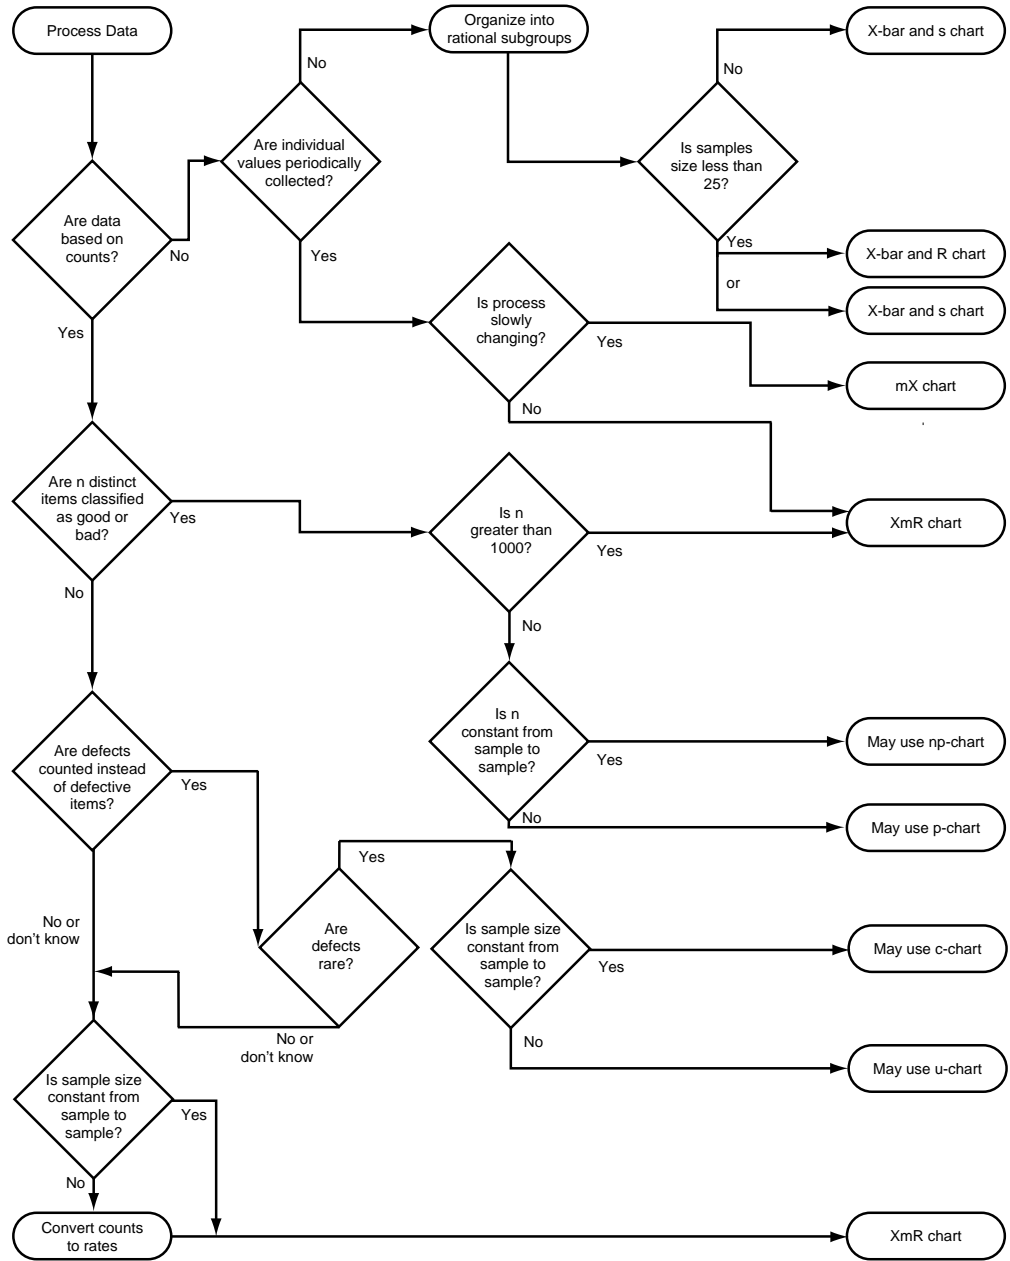 Process Data
Organize into
rational subgroups
X-bar and s chart
No
No
Are individual
values periodically
collected?
Is samples
size less than
25?
Are data
based on
counts?
No
Yes
Yes
X-bar and R chart
or
X-bar and s chart
Is process
slowly
changing?
Yes
Yes
mX chart
No
Are n distinct
items classified
as good or
bad?
Yes
Is n
greater than
1000?
Yes
XmR chart
No
No
Is n
constant from
sample to
sample?
Yes
May use np-chart
Are defects
counted instead
of defective
items?
Yes
No
May use p-chart
Yes
No or
don't know
Are
defects
rare?
Is sample size
constant from
sample to
sample?
Yes
May use c-chart
No or
don't know
No
May use u-chart
Is sample size
constant from
sample to
sample?
Yes
No
Convert counts
to rates
XmR chart